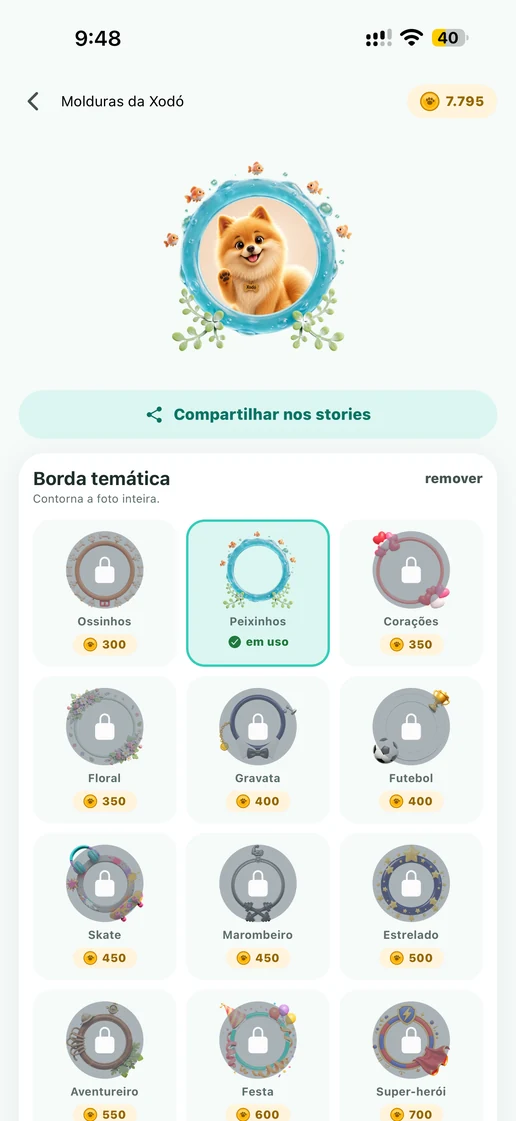 9:48
40
Molduras da Xodó
7.795
Xodó
Compartilhar nos stories
Borda temática
remover
Contorna a foto inteira.
Ossinhos
Peixinhos
Corações
300
em uso
350
Floral
Gravata
Futebol
350
400
400
Skate
Marombeiro
Estrelado
450
450
500
Aventureiro
Festa
Super-herói
550
600
700